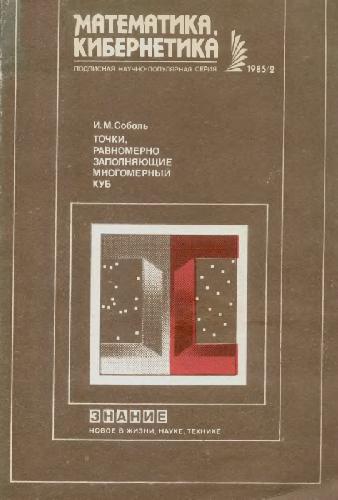 МАТЕМАТИКА,
КИБЕРНЕТИКА
ПОДПИСНАЯ НАУЧНО-ПОПУЛЯРНАЯ СЕРИЯ
1985/2
И. М. Соболь
ТОЧКИ,
РАВНОМЕРНО
ЗАПОЛНЯЮЩИЕ
МНОГОМЕРНЫЙ
КУБ
ЗНАНИЕ
НОВОЕ В ЖИЗНИ, НАУКЕ, ТЕХНИКЕ